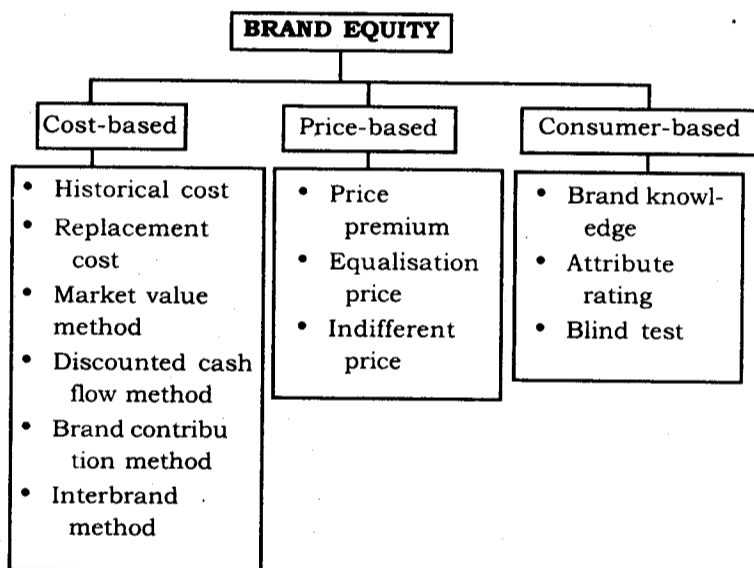 BRAND EQUITY
Cost-based
• Historical cost
• Replacement
cost
• Market value
method
• Discounted cash
flow method
• Brand contribu
tion method
• Interbrand
method
Price-based
• Price
premium
• Equalisation
price
• Indifferent
price
Consumer-based
• Brand knowl-
edge
• Attribute
rating
• Blind test